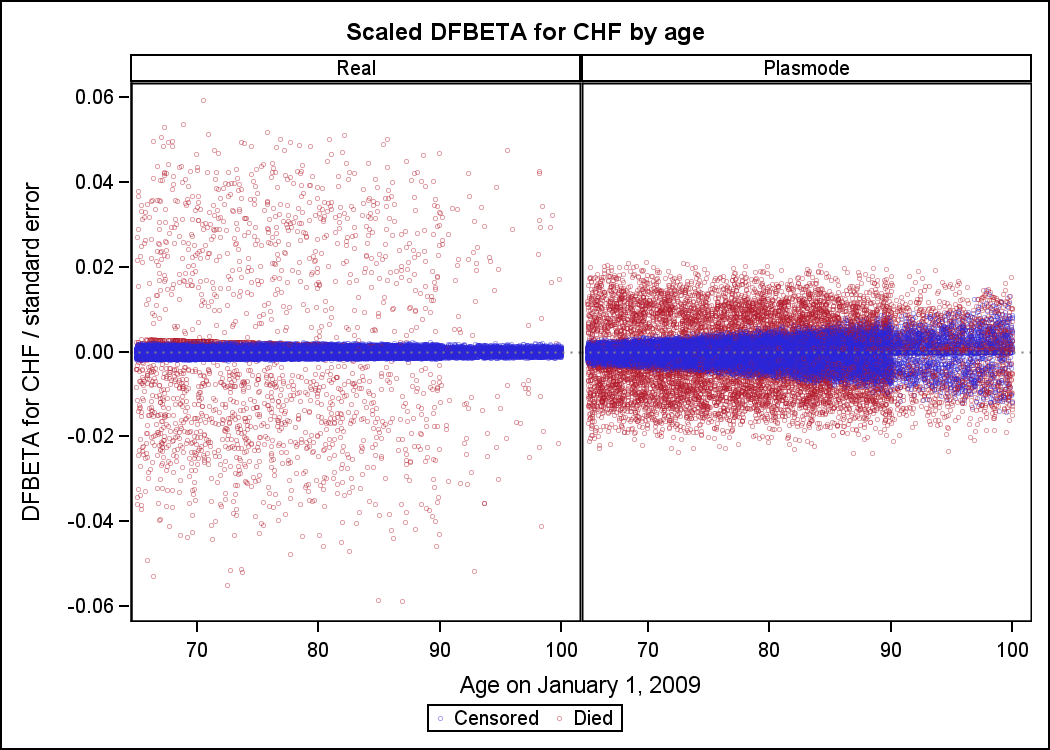 Scaled DFBETA for CHF by age
Real Plasmode
DFBETA for CHF / standard error
0.06
0.04
0.02
0.00
-0.02
-0.04
-0.06
70 80 90 100 70 80 90 100
Age on January 1, 2009
Censored Died